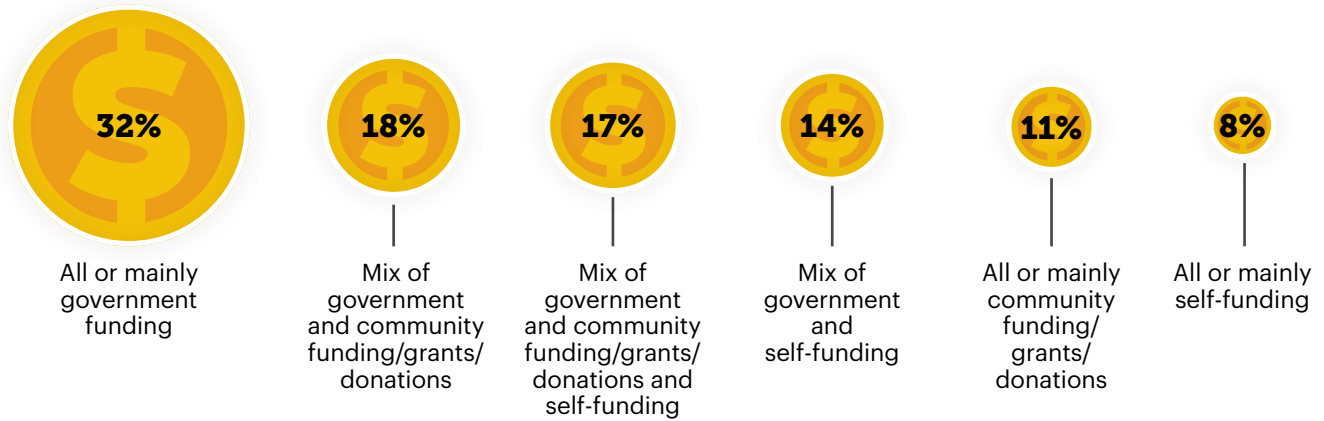 32%
All or mainly
government
funding
18%
Mix of
government
and community
funding/grants/
donations
17%
Mix of
government
and community
funding/grants/
donations and
self-funding
14%
Mix of
government
and
self-funding
11%
All or mainly
community
funding/
grants/
donations
8%
All or mainly
self-funding